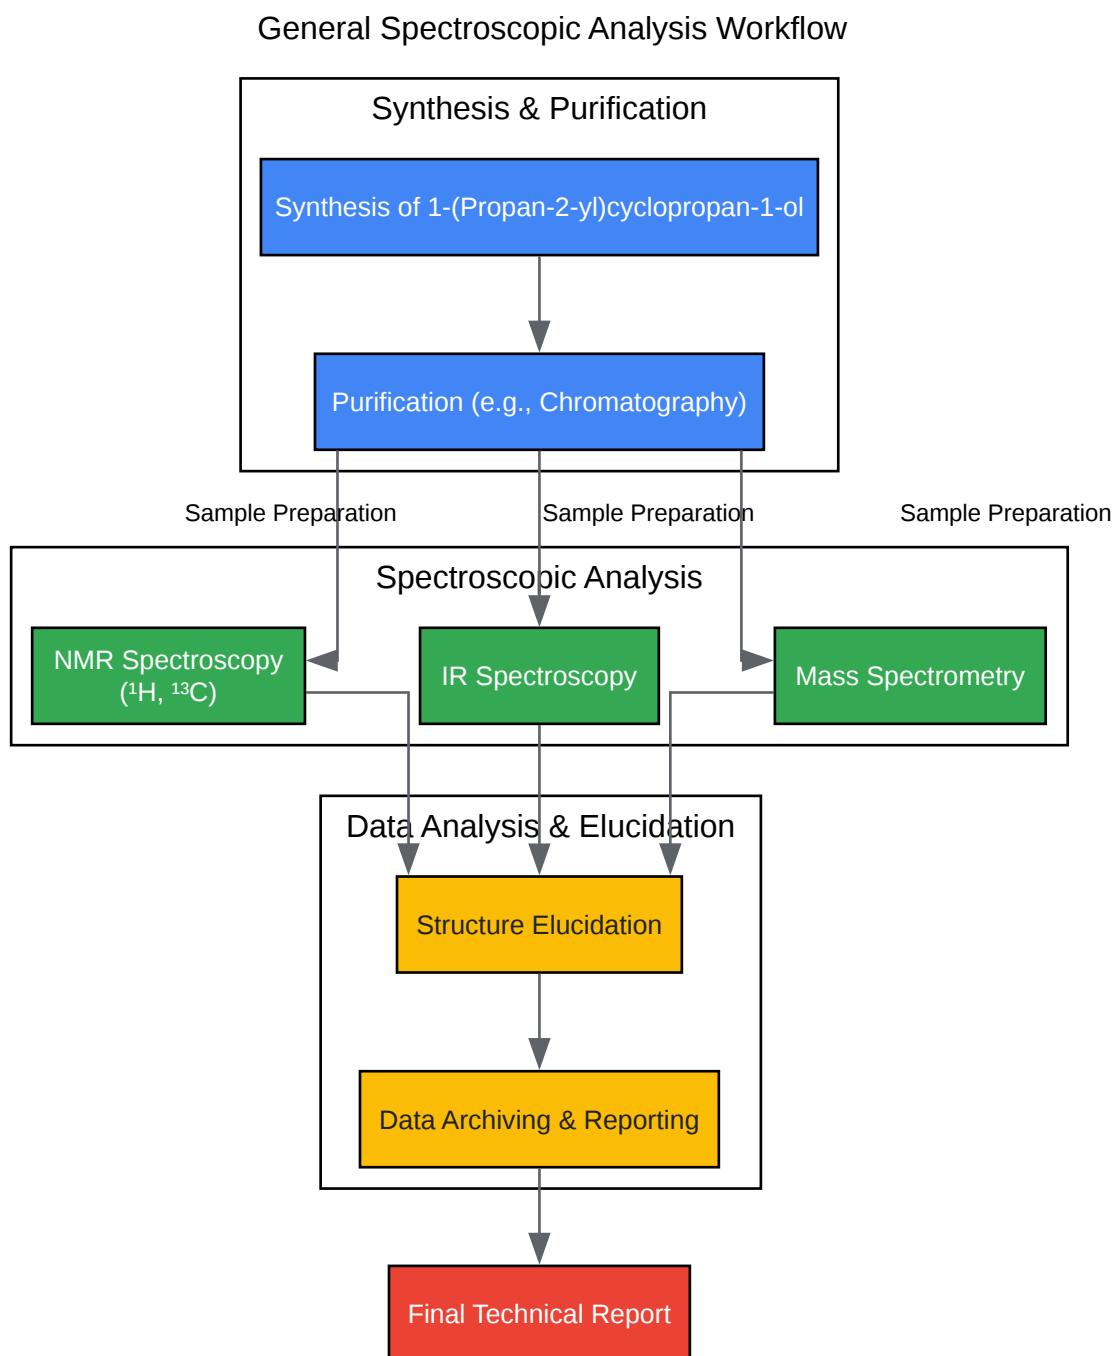 General Spectroscopic Analysis Workflow
Synthesis & Purification
Synthesis of 1-(Propan-2-yl)cyclopropan-1-ol
Purification (e.g., Chromatography)
Sample Preparation
Sample Preparation
Sample Preparation
Spectroscopic Analysis
NMR Spectroscopy
(¹H, ¹³C)
IR Spectroscopy
Mass Spectrometry
Data Analysis & Elucidation
Structure Elucidation
Data Archiving & Reporting
Final Technical Report